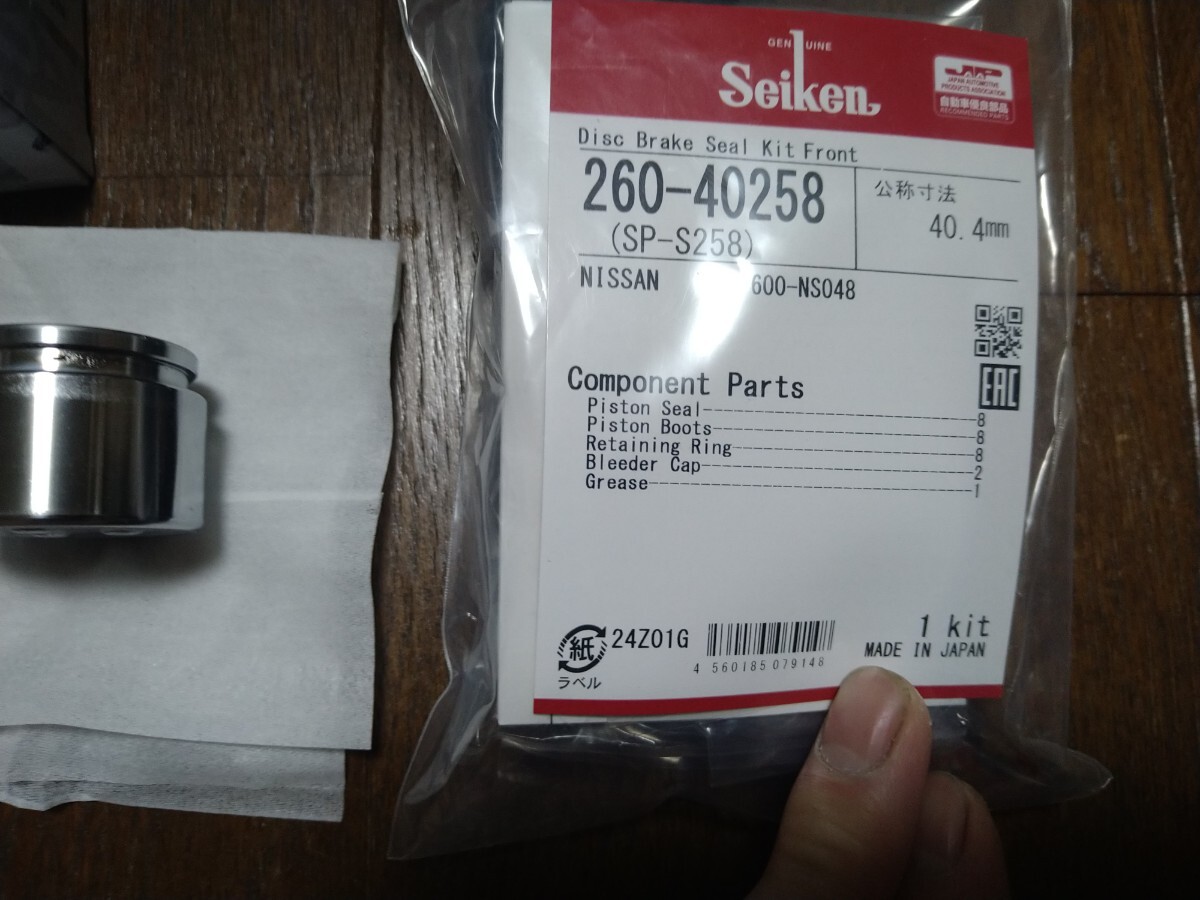 GENUINE
Seiken
JAPAN AUTOMOTIVE
PRODUCTS ASSOCIATION
自動車優良部品
RECOMMENDED PARTS
Disc Brake Seal Kit Front
260-40258
(SP-S258)
公称寸法
40.4mm
NISSAN 600-NS048
EAC
Component Parts
Piston Seal 8
Piston Boots 8
Retaining Ring 8
Bleeder Cap 2
Grease 1
紙
ラベル
24Z01G
4 560185 079148
1 kit
MADE IN JAPAN